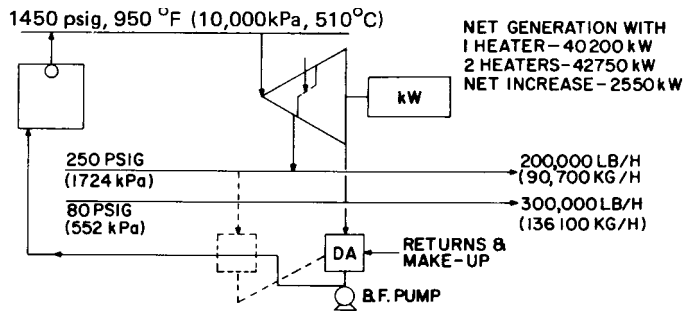 1450 psig, 950 °F (10,000kPa, 510°C)
NET GENERATION WITH
1 HEATER-40200 kW
2 HEATERS-42750 kW
NET INCREASE-2550 kW
kW
250 PSIG
(1724 kPa)
200,000 LB/H
(90,700 KG/H
80 PSIG
(552 kPa)
300,000 LB/H
(136100 KG/H)
DA
RETURNS &
MAKE-UP
B.F. PUMP